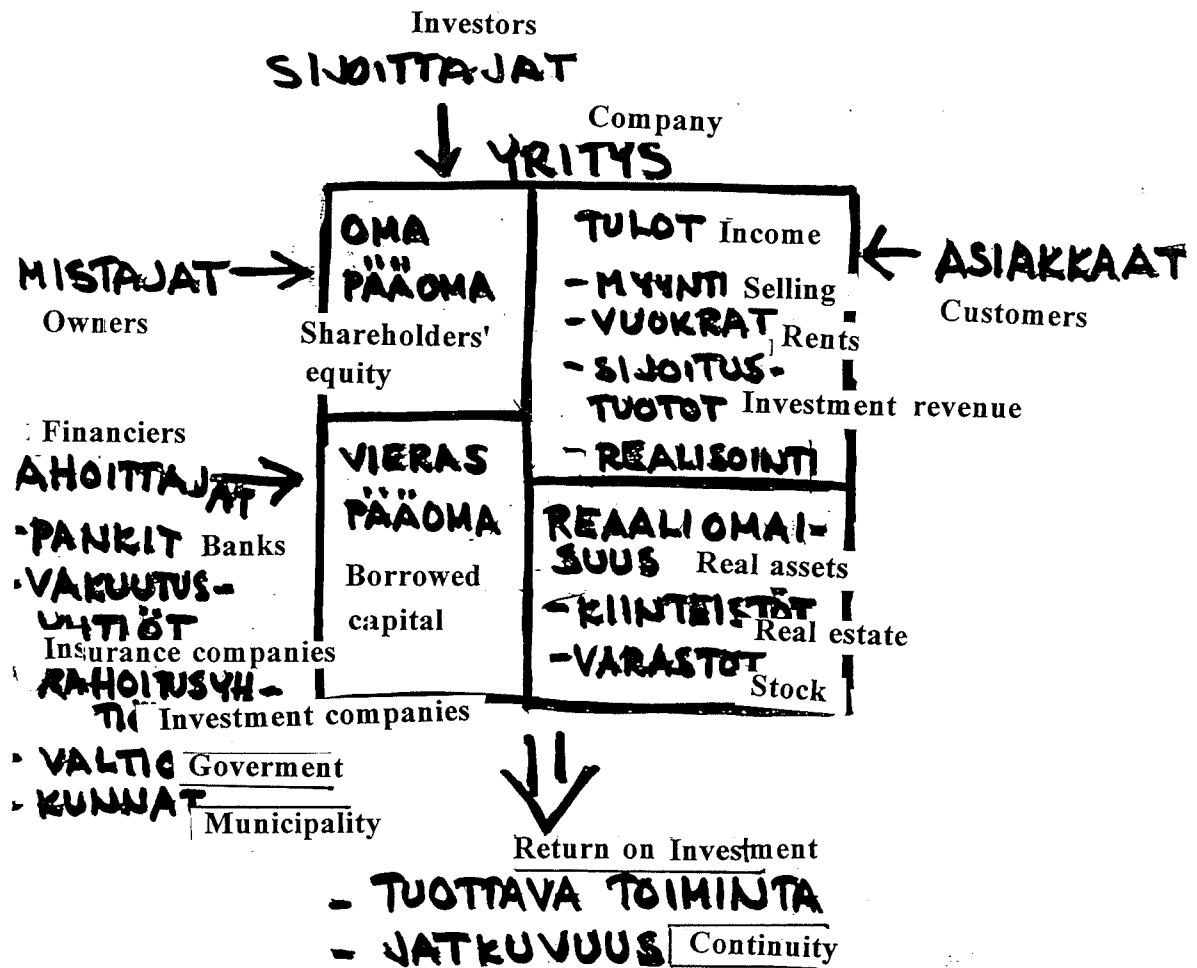 Investors
SIJOITTAJAT
Company
YRITYS
OMA
PÄÄOMA
Shareholders'
equity
TULOT Income
- MYYNTI Selling
- VUOKRAT Rents
- SIJOITUS-
TUOTOT Investment revenue
- REALISOINTI
MISTAJAT
Owners
ASIAKKAAT
Customers
Financiers
AHOITTAJAT
· PANKIT Banks
· VAKUUTUS-
YHTIÖT
Insurance companies
RAHOITUSYH-
Investment companies
· VALTIO Goverment
· KUNNAT
Municipality
VIERAS
PÄÄOMA
Borrowed
capital
REAALIOMAI-
SUUS Real assets
- KIINTEISTÖT
Real estate
- VARASTOT
Stock
Return on Investment
- TUOTTAVA TOIMINTA
- JATKUVUUS Continuity